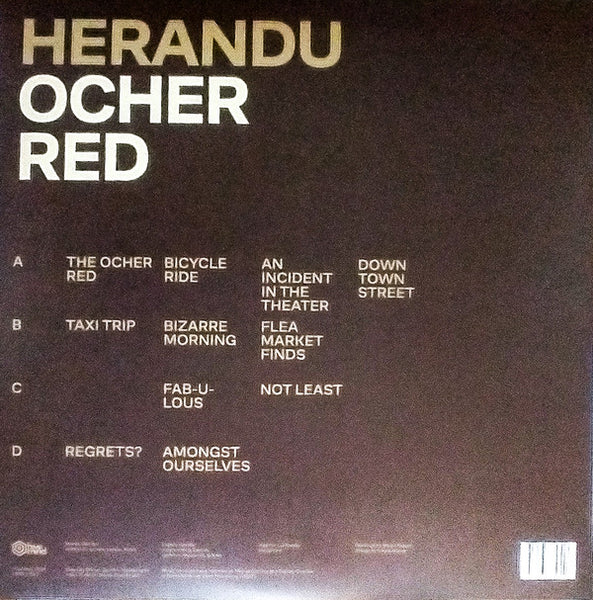 HERANDU
OCHER
RED
A
THE OCHER
RED
BICYCLE
RIDE
AN
INCIDENT
IN THE
THEATER
DOWN
TOWN
STREET
B
TAXI TRIP
BIZARRE
MORNING
FLEA
MARKET
FINDS
C
FAB-U-
LOUS
NOT LEAST
D
REGRETS?
AMONGST
OURSELVES